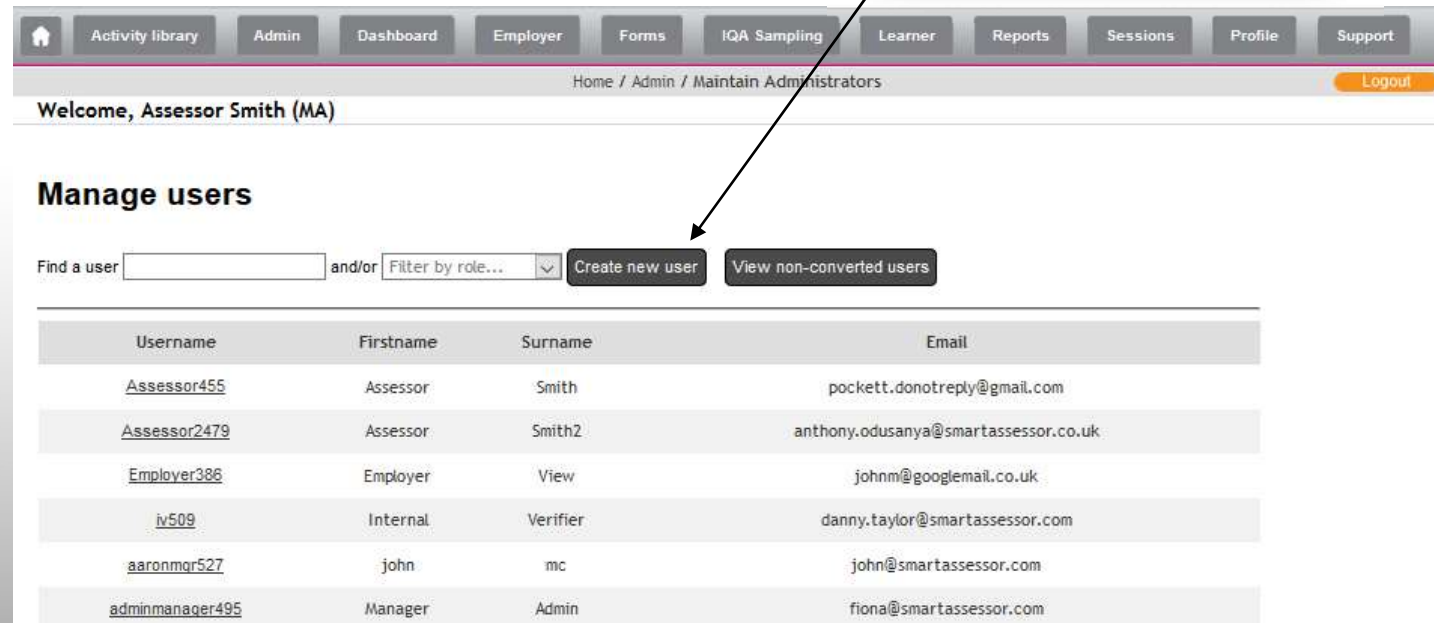 Activity library Admin Dashboard Employer Forms IQA Sampling Learner Reports Sessions Profile Support
Home / Admin / Maintain Administrators Logout
Welcome, Assessor Smith (MA)
Manage users
Find a user and/or Filter by role... Create new user View non-converted users
Username Firstname Surname Email
Assessor455 Assessor Smith pockett.donotreply@gmail.com
Assessor2479 Assessor Smith2 anthony.odusanya@smartassessor.co.uk
Employer386 Employer View johnm@googlemail.co.uk
iv509 Internal Verifier danny.taylor@smartassessor.com
aaronmgr527 john mc john@smartassessor.com
adminmanager495 Manager Admin fiona@smartassessor.com